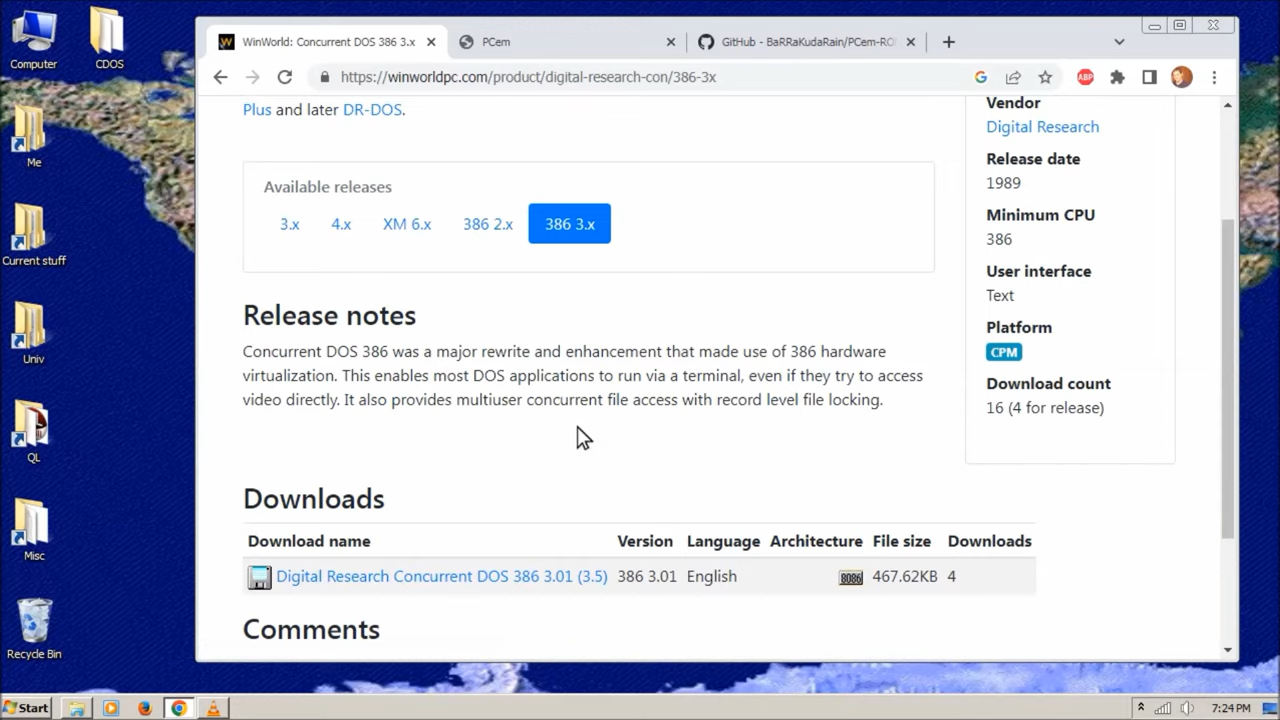 Computer
CDOS
Me
Current stuff
Univ
QL
Misc
Recycle Bin
WinWorld: Concurrent DOS 386 3.x
PCem
GitHub - BaRRaKudaRain/PCem-RO
https://winworldpc.com/product/digital-research-con/386-3x
ABP
Plus and later DR-DOS.
Available releases
3.x 4.x XM 6.x 386 2.x 386 3.x
Release notes
Concurrent DOS 386 was a major rewrite and enhancement that made use of 386 hardware
virtualization. This enables most DOS applications to run via a terminal, even if they try to access
video directly. It also provides multiuser concurrent file access with record level file locking.
Downloads
Download name Version Language Architecture File size Downloads
Digital Research Concurrent DOS 386 3.01 (3.5) 386 3.01 English 8086 467.62KB 4
Comments
Vendor
Digital Research
Release date
1989
Minimum CPU
386
User interface
Text
Platform
CPM
Download count
16 (4 for release)
Start
7:24 PM